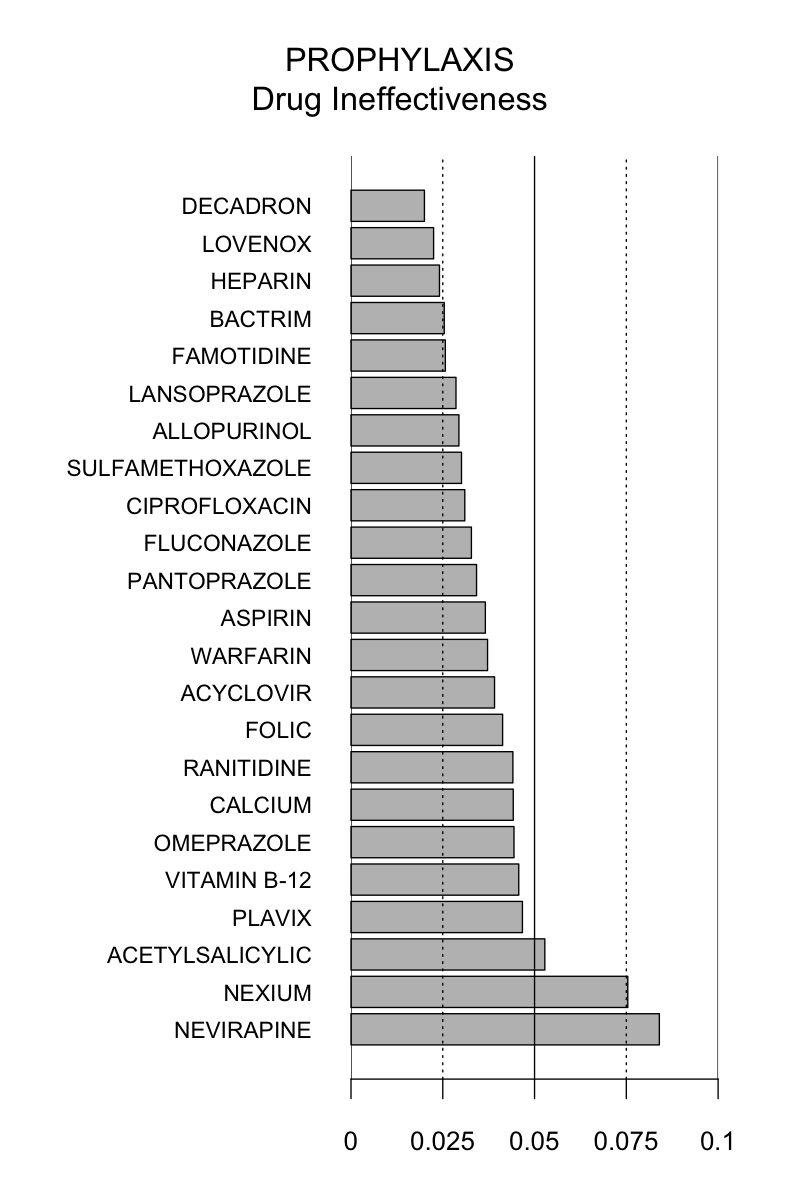 PROPHYLAXIS
Drug Ineffectiveness
DECADRON
LOVENOX
HEPARIN
BACTRIM
FAMOTIDINE
LANSOPRAZOLE
ALLOPURINOL
SULFAMETHOXAZOLE
CIPROFLOXACIN
FLUCONAZOLE
PANTOPRAZOLE
ASPIRIN
WARFARIN
ACYCLOVIR
FOLIC
RANITIDINE
CALCIUM
OMEPRAZOLE
VITAMIN B-12
PLAVIX
ACETYLSALICYLIC
NEXIUM
NEVIRAPINE
0 0.025 0.05 0.075 0.1